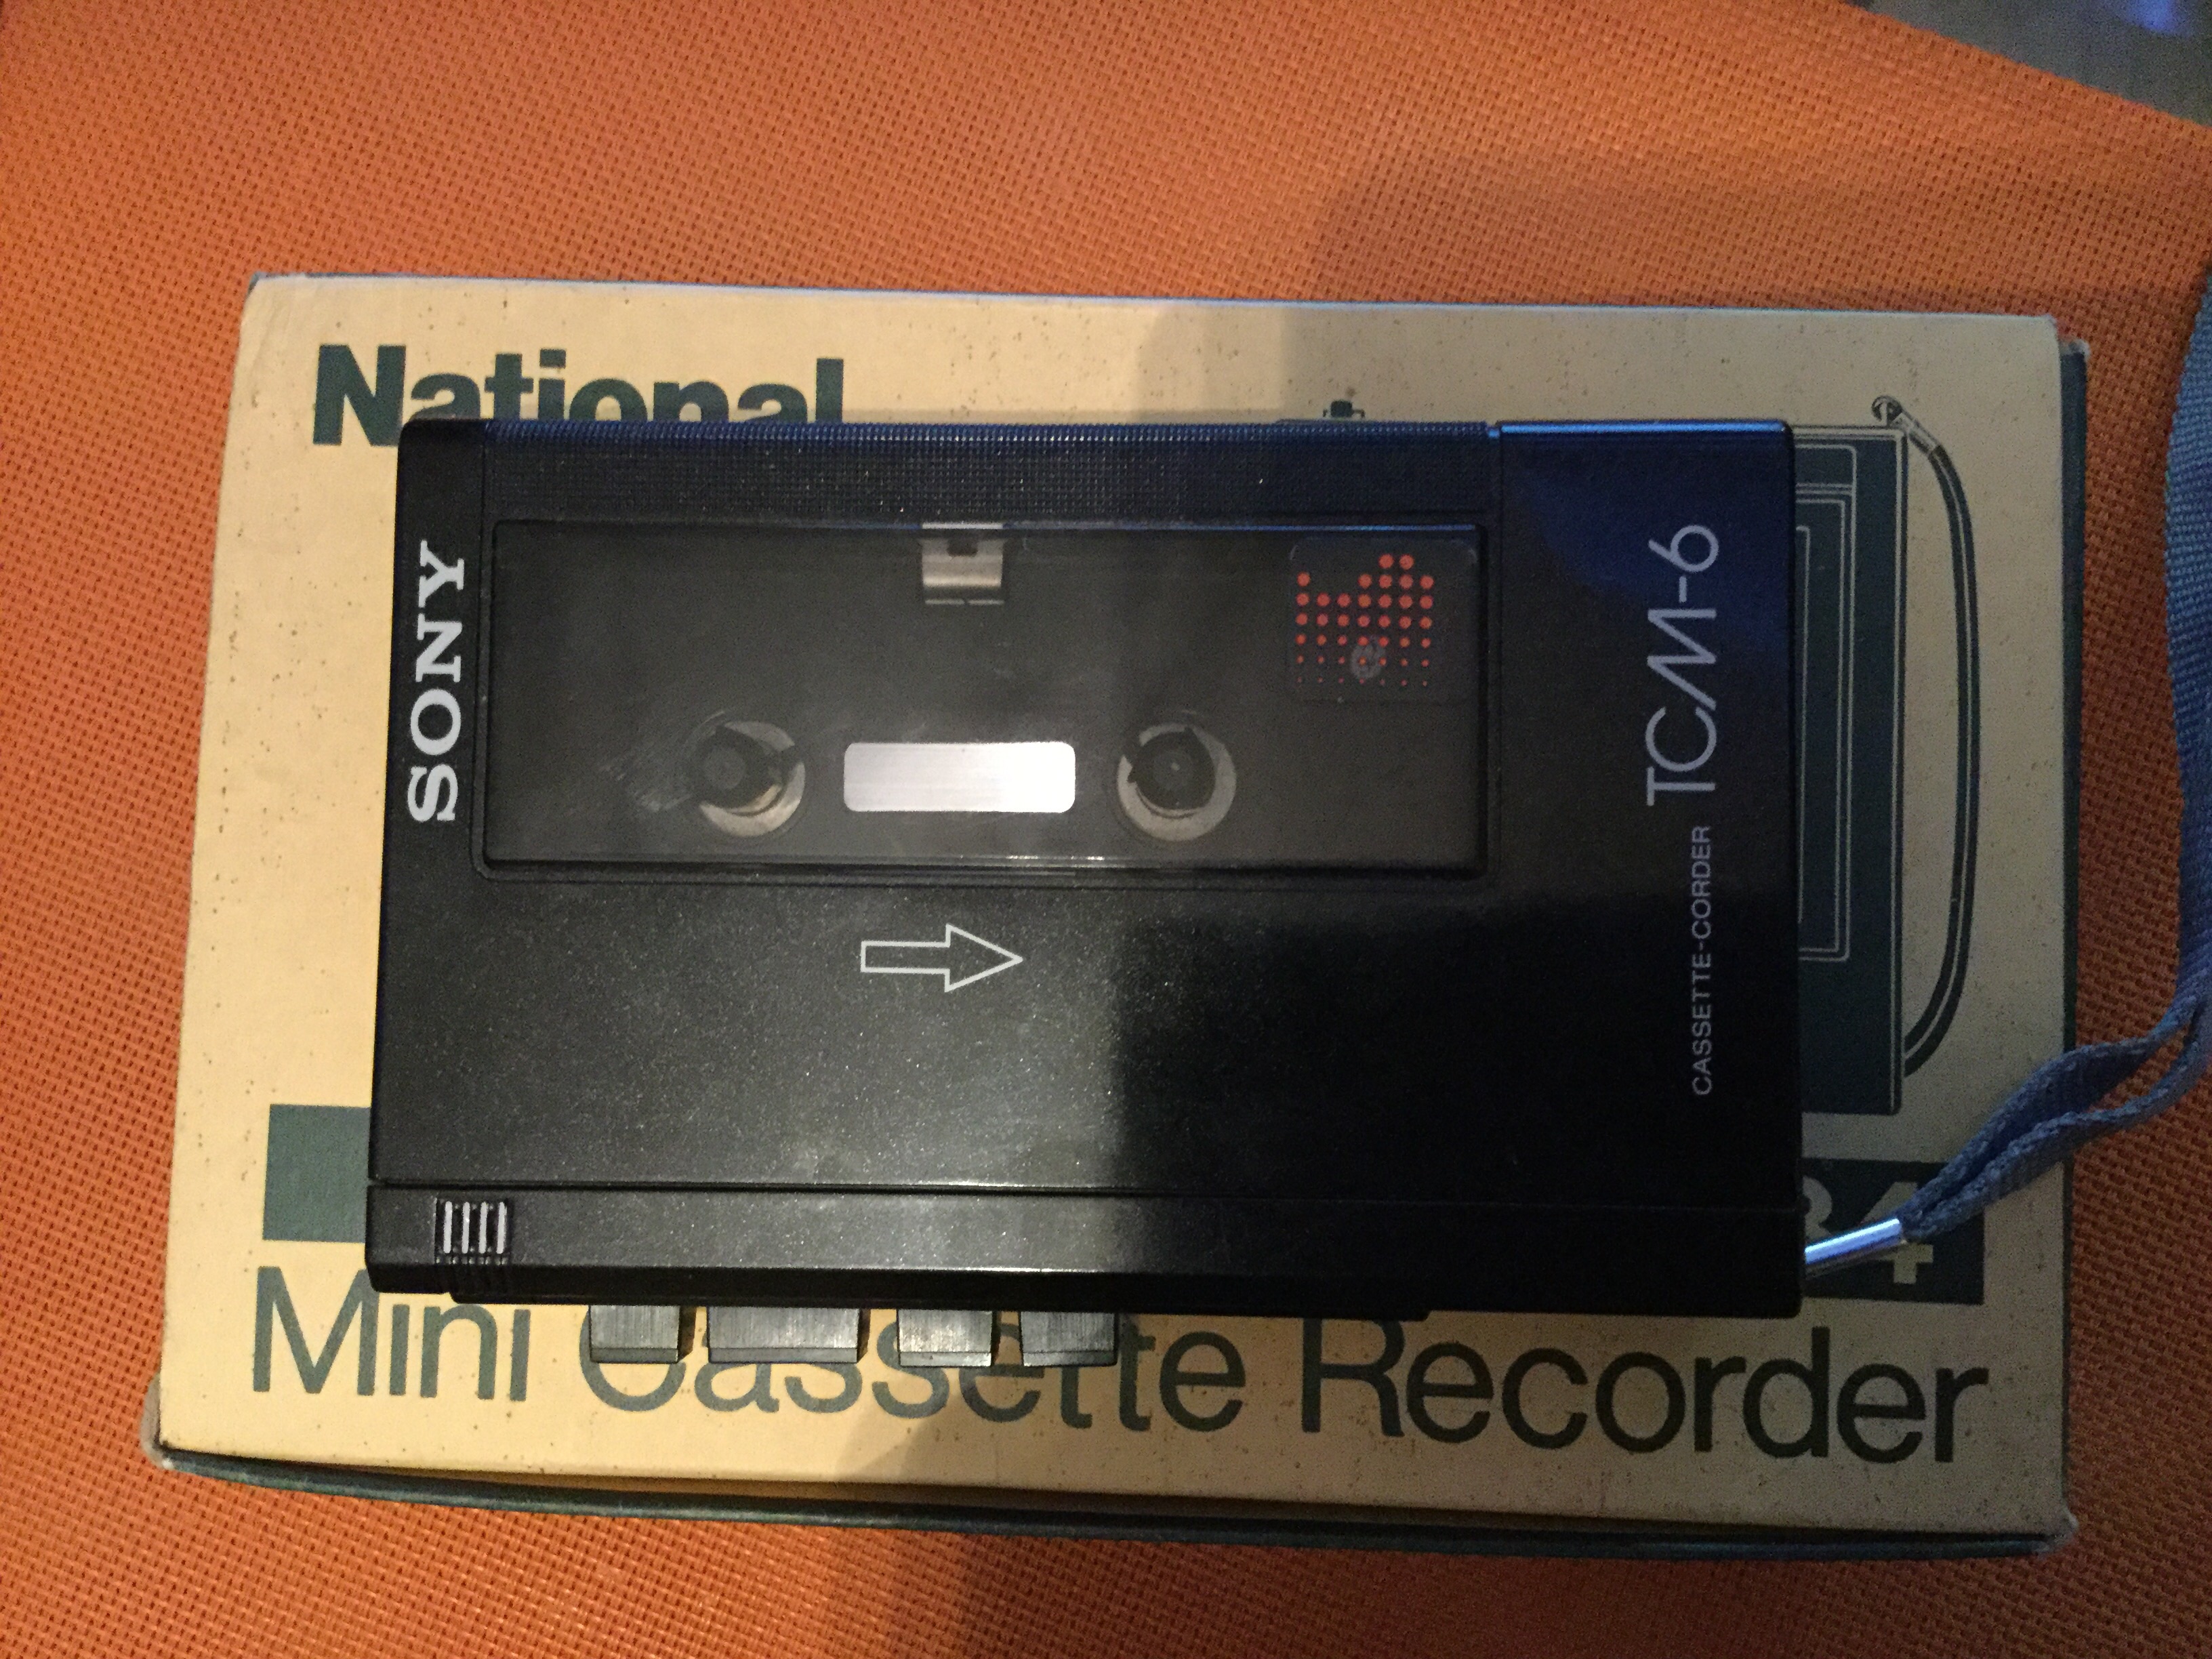 National
SONY
TCM-6
CASSETTE-CORDER
Mini Cassette Recorder